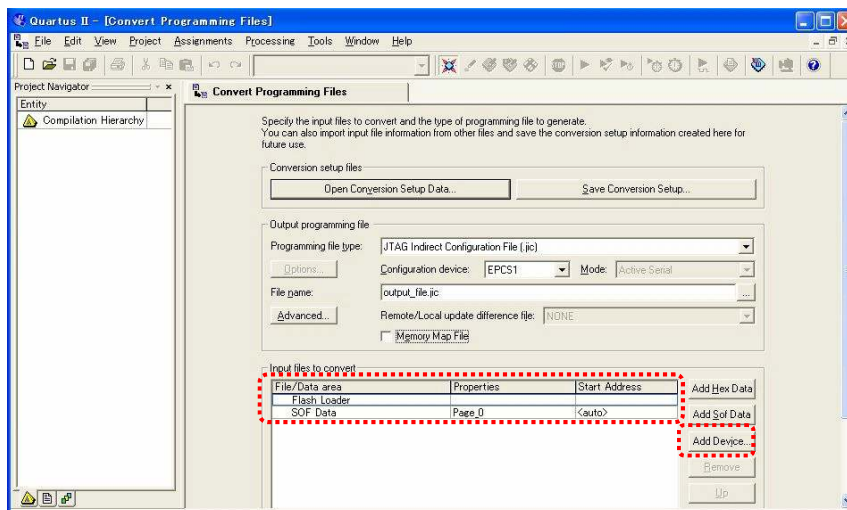 Quartus II - [Convert Programming Files]
File Edit View Project Assignments Processing Tools Window Help
Project Navigator
Convert Programming Files
Entity
Compilation Hierarchy
Specify the input files to convert and the type of programming file to generate.
You can also import input file information from other files and save the conversion setup information created here for
future use.
Conversion setup files
Open Conversion Setup Data... Save Conversion Setup...
Output programming file
Programming file type: JTAG Indirect Configuration File (.jic)
Options... Configuration device: EPCS1 Mode: Active Serial
File name: output_file.jic ...
Advanced... Remote/Local update difference file: NONE
Memory Map File
Input files to convert
File/Data area Properties Start Address Add Hex Data
Flash Loader
SOF Data Page_0 <auto> Add Sof Data
Add Device...
Remove
Up